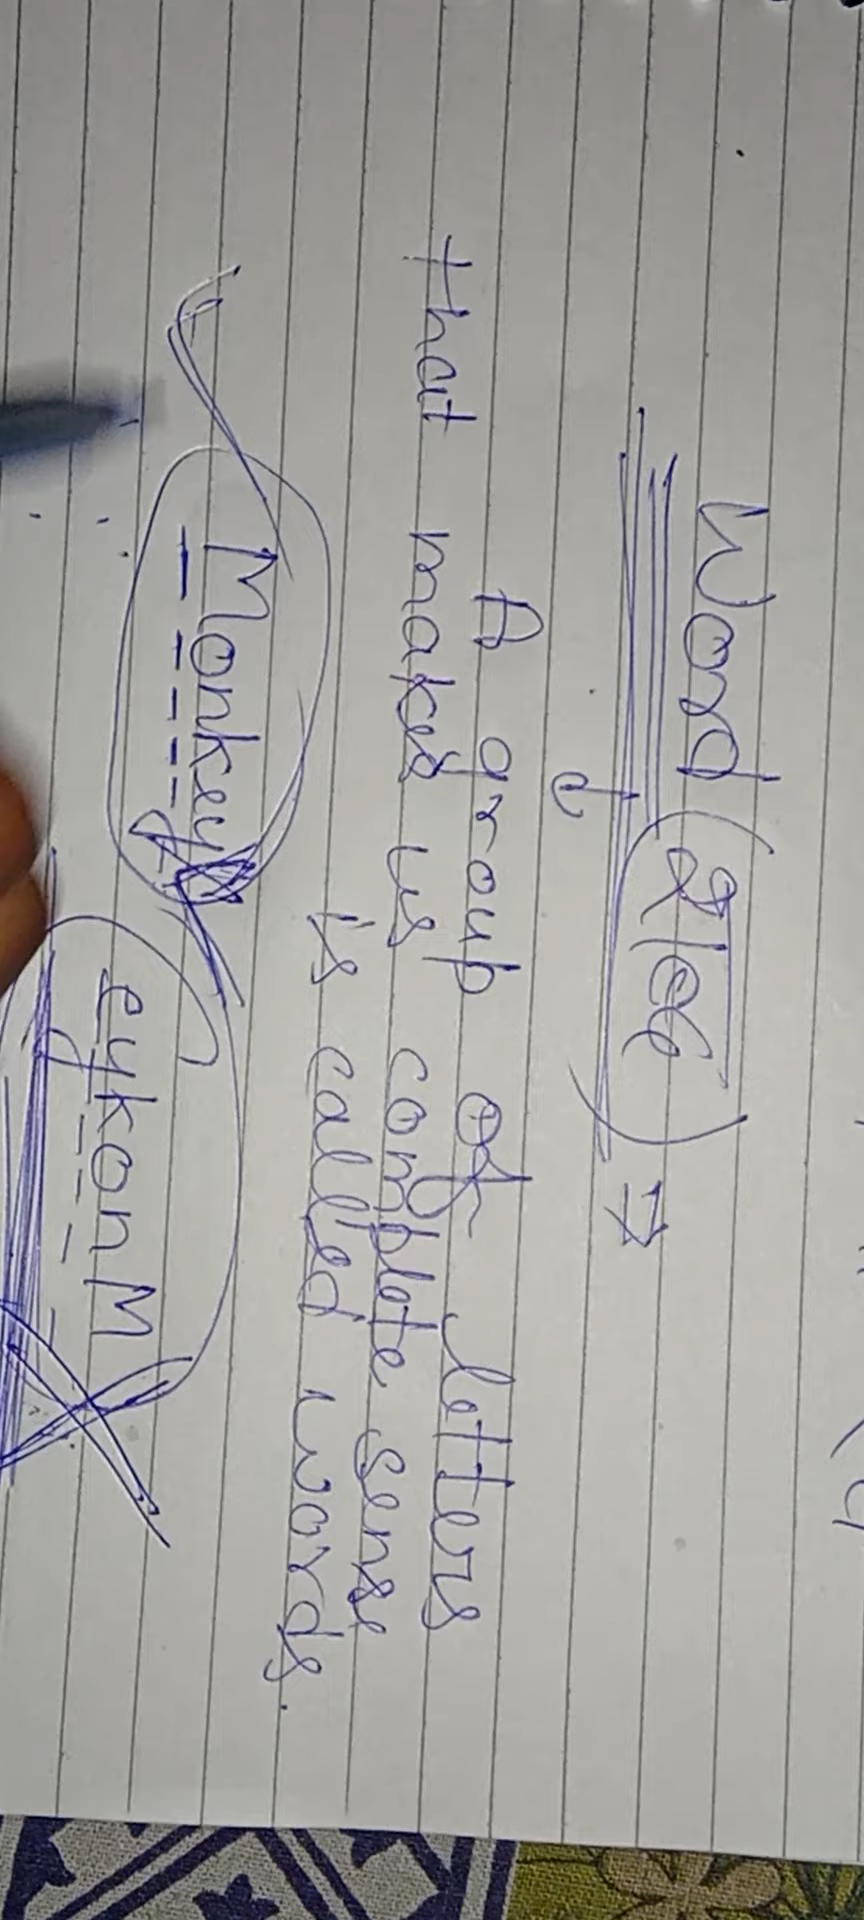 Word (शब्द) ⇒
A group of letters
that makes us complete sense
is called words.
Monkey
eykonM